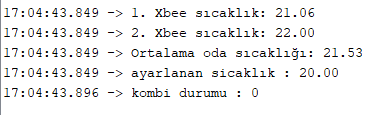 17:04:43.849 -> 1. Xbee sıcaklık: 21.06
17:04:43.849 -> 2. Xbee sıcaklık: 22.00
17:04:43.849 -> Ortalama oda sıcaklığı: 21.53
17:04:43.849 -> ayarlanan sicaklık : 20.00
17:04:43.896 -> kombi durumu : 0